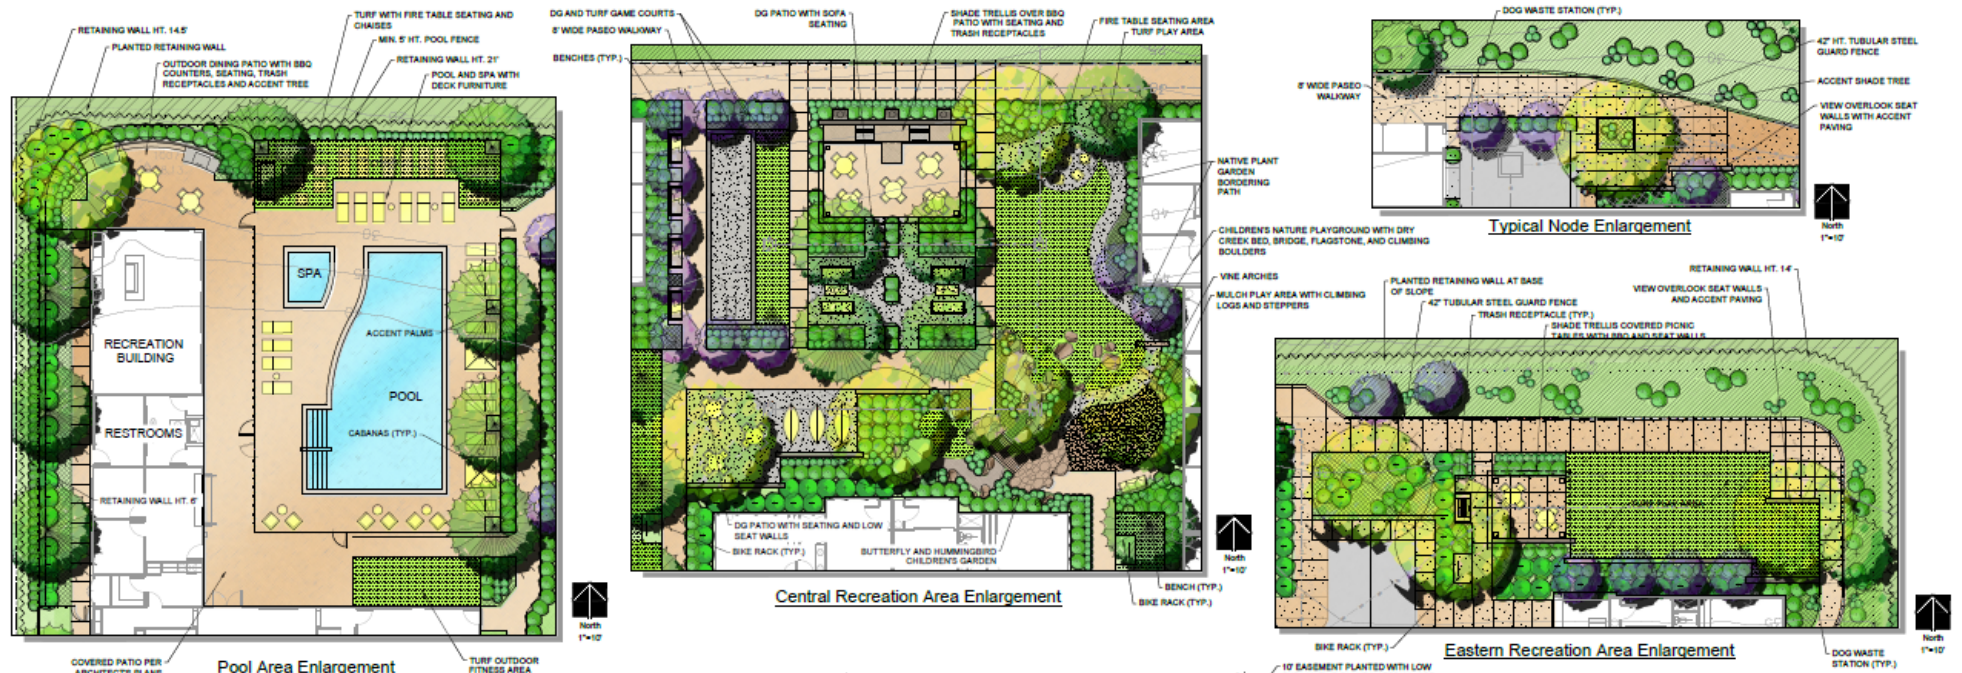 RETAINING WALL HT. 14.5'
PLANTED RETAINING WALL
OUTDOOR DINING PATIO WITH BBQ
COUNTERS, SEATING, TRASH
RECEPTACLES AND ACCENT TREE
TURF WITH FIRE TABLE SEATING AND
CHAISES
MIN. 5' HT. POOL FENCE
RETAINING WALL HT. 21'
POOL AND SPA WITH
DECK FURNITURE
SPA
ACCENT PALMS
RECREATION
BUILDING
POOL
RESTROOMS
CABANAS (TYP.)
RETAINING WALL HT. 6'
North
1"=10'
COVERED PATIO PER
ARCHITECT'S PLANS
Pool Area Enlargement
TURF OUTDOOR
FITNESS AREA
DG AND TURF GAME COURTS
8' WIDE PASEO WALKWAY
BENCHES (TYP.)
DG PATIO WITH SOFA
SEATING
SHADE TRELLIS OVER BBQ
PATIO WITH SEATING AND
TRASH RECEPTACLES
FIRE TABLE SEATING AREA
TURF PLAY AREA
NATIVE PLANT
GARDEN
BORDERING
PATH
CHILDREN'S NATURE PLAYGROUND WITH DRY
CREEK BED, BRIDGE, FLAGSTONE, AND CLIMBING
BOULDERS
VINE ARCHES
MULCH PLAY AREA WITH CLIMBING
LOGS AND STEPPERS
DG PATIO WITH SEATING AND LOW
SEAT WALLS
BIKE RACK (TYP.)
BUTTERFLY AND HUMMINGBIRD
CHILDREN'S GARDEN
BENCH (TYP.)
BIKE RACK (TYP.)
North
1"=10'
Central Recreation Area Enlargement
DOG WASTE STATION (TYP.)
42" HT. TUBULAR STEEL
GUARD FENCE
8' WIDE PASEO
WALKWAY
ACCENT SHADE TREE
VIEW OVERLOOK SEAT
WALLS WITH ACCENT
PAVING
North
1"=10'
Typical Node Enlargement
RETAINING WALL HT. 14'
PLANTED RETAINING WALL AT BASE
OF SLOPE
VIEW OVERLOOK SEAT WALLS
AND ACCENT PAVING
42" TUBULAR STEEL GUARD FENCE
TRASH RECEPTACLE (TYP.)
SHADE TRELLIS COVERED PICNIC
TABLES WITH BBQ AND SEAT WALLS
TURF PLAY AREA
North
1"=10'
BIKE RACK (TYP.)
Eastern Recreation Area Enlargement
DOG WASTE
STATION (TYP.)
10' EASEMENT PLANTED WITH LOW